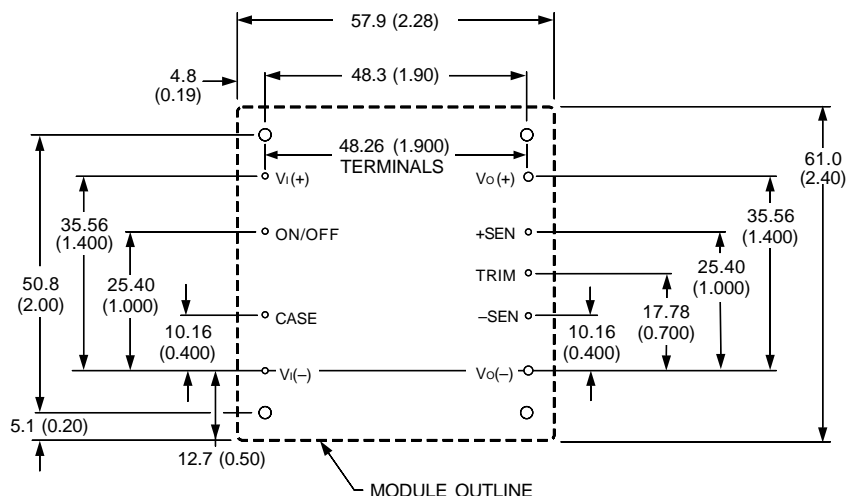 57.9 (2.28)
4.8
(0.19)
48.3 (1.90)
48.26 (1.900)
TERMINALS
61.0
(2.40)
VI(+)
VO(+)
35.56
(1.400)
35.56
(1.400)
ON/OFF
+SEN
50.8
(2.00)
25.40
(1.000)
TRIM
25.40
(1.000)
17.78
(0.700)
CASE
–SEN
10.16
(0.400)
10.16
(0.400)
VI(–)
VO(–)
5.1 (0.20)
12.7 (0.50)
MODULE OUTLINE